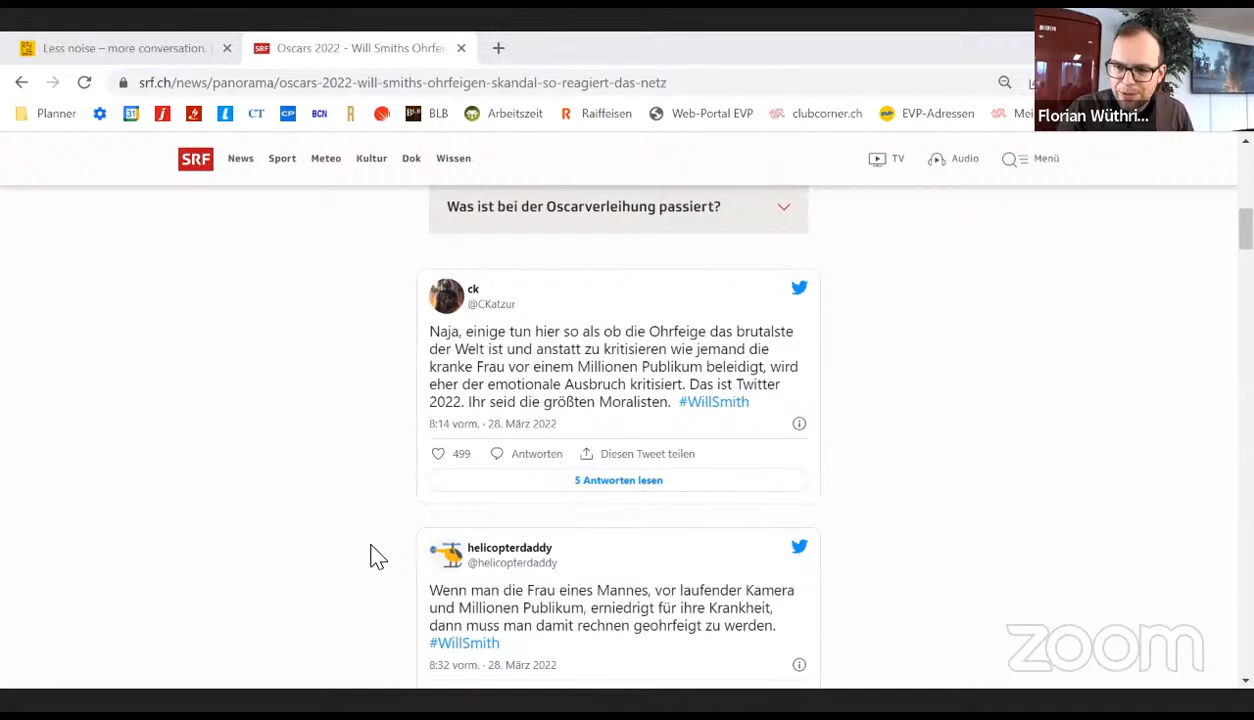 Less noise – more conversation.
Oscars 2022 - Will Smiths Ohrfei
srf.ch/news/panorama/oscars-2022-will-smiths-ohrfeigen-skandal-so-reagiert-das-netz
Planner
31
CT
CP
BCN
BLB
BLB
Arbeitszeit
Raiffeisen
Web-Portal EVP
clubcorner.ch
EVP-Adressen
Mei
Florian Wüthri...
SRF
News
Sport
Meteo
Kultur
Dok
Wissen
TV
Audio
Menü
Was ist bei der Oscarverleihung passiert?
ck
@CKatzur
Naja, einige tun hier so als ob die Ohrfeige das brutalste
der Welt ist und anstatt zu kritisieren wie jemand die
kranke Frau vor einem Millionen Publikum beleidigt, wird
eher der emotionale Ausbruch kritisiert. Das ist Twitter
2022. Ihr seid die größten Moralisten. #WillSmith
8:14 vorm. · 28. März 2022
499 Antworten Diesen Tweet teilen
5 Antworten lesen
helicopterdaddy
@helicopterdaddy
Wenn man die Frau eines Mannes, vor laufender Kamera
und Millionen Publikum, erniedrigt für ihre Krankheit,
dann muss man damit rechnen geohrfeigt zu werden.
#WillSmith
8:32 vorm. · 28. März 2022
zoom